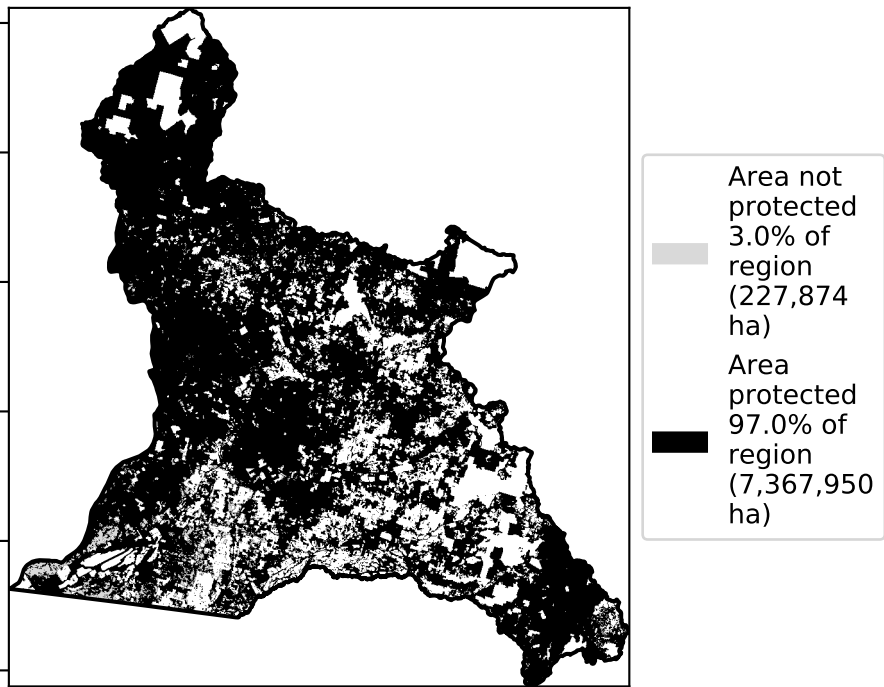 Area not
protected
3.0% of
region
(227,874
ha)
Area
protected
97.0% of
region
(7,367,950
ha)